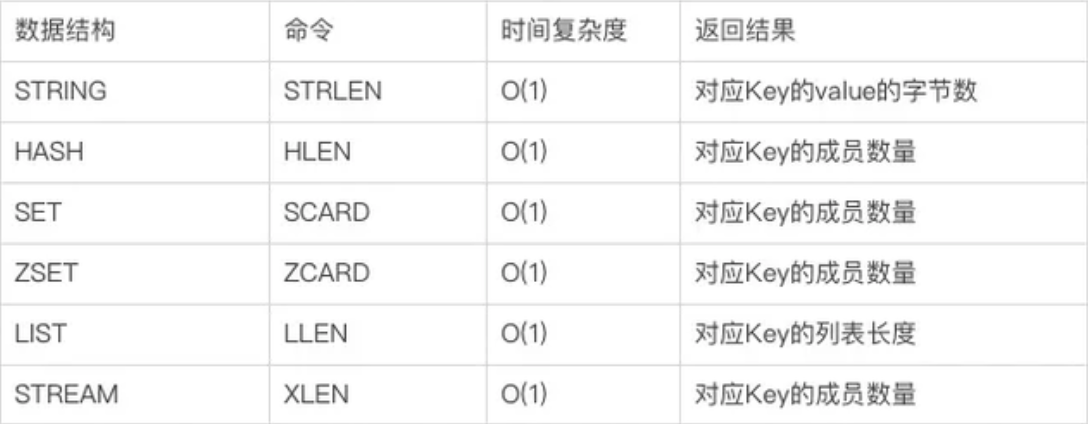 数据结构 命令 时间复杂度 返回结果
STRING STRLEN O(1) 对应Key的value的字节数
HASH HLEN O(1) 对应Key的成员数量
SET SCARD O(1) 对应Key的成员数量
ZSET ZCARD O(1) 对应Key的成员数量
LIST LLEN O(1) 对应Key的列表长度
STREAM XLEN O(1) 对应Key的成员数量